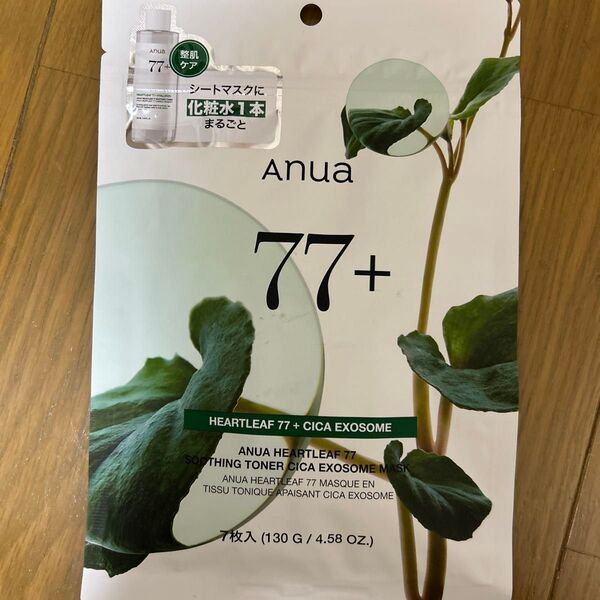 Anua
77+
整肌
ケア
シートマスクに
化粧水1本
まるごと
Anua
77+
HEARTLEAF 77 + CICA EXOSOME
ANUA HEARTLEAF 77
SOOTHING TONER CICA EXOSOME MASK
ANUA HEARTLEAF 77 MASQUE EN
TISSU TONIQUE APAISANT CICA EXOSOME
7枚入 (130 G / 4.58 OZ.)